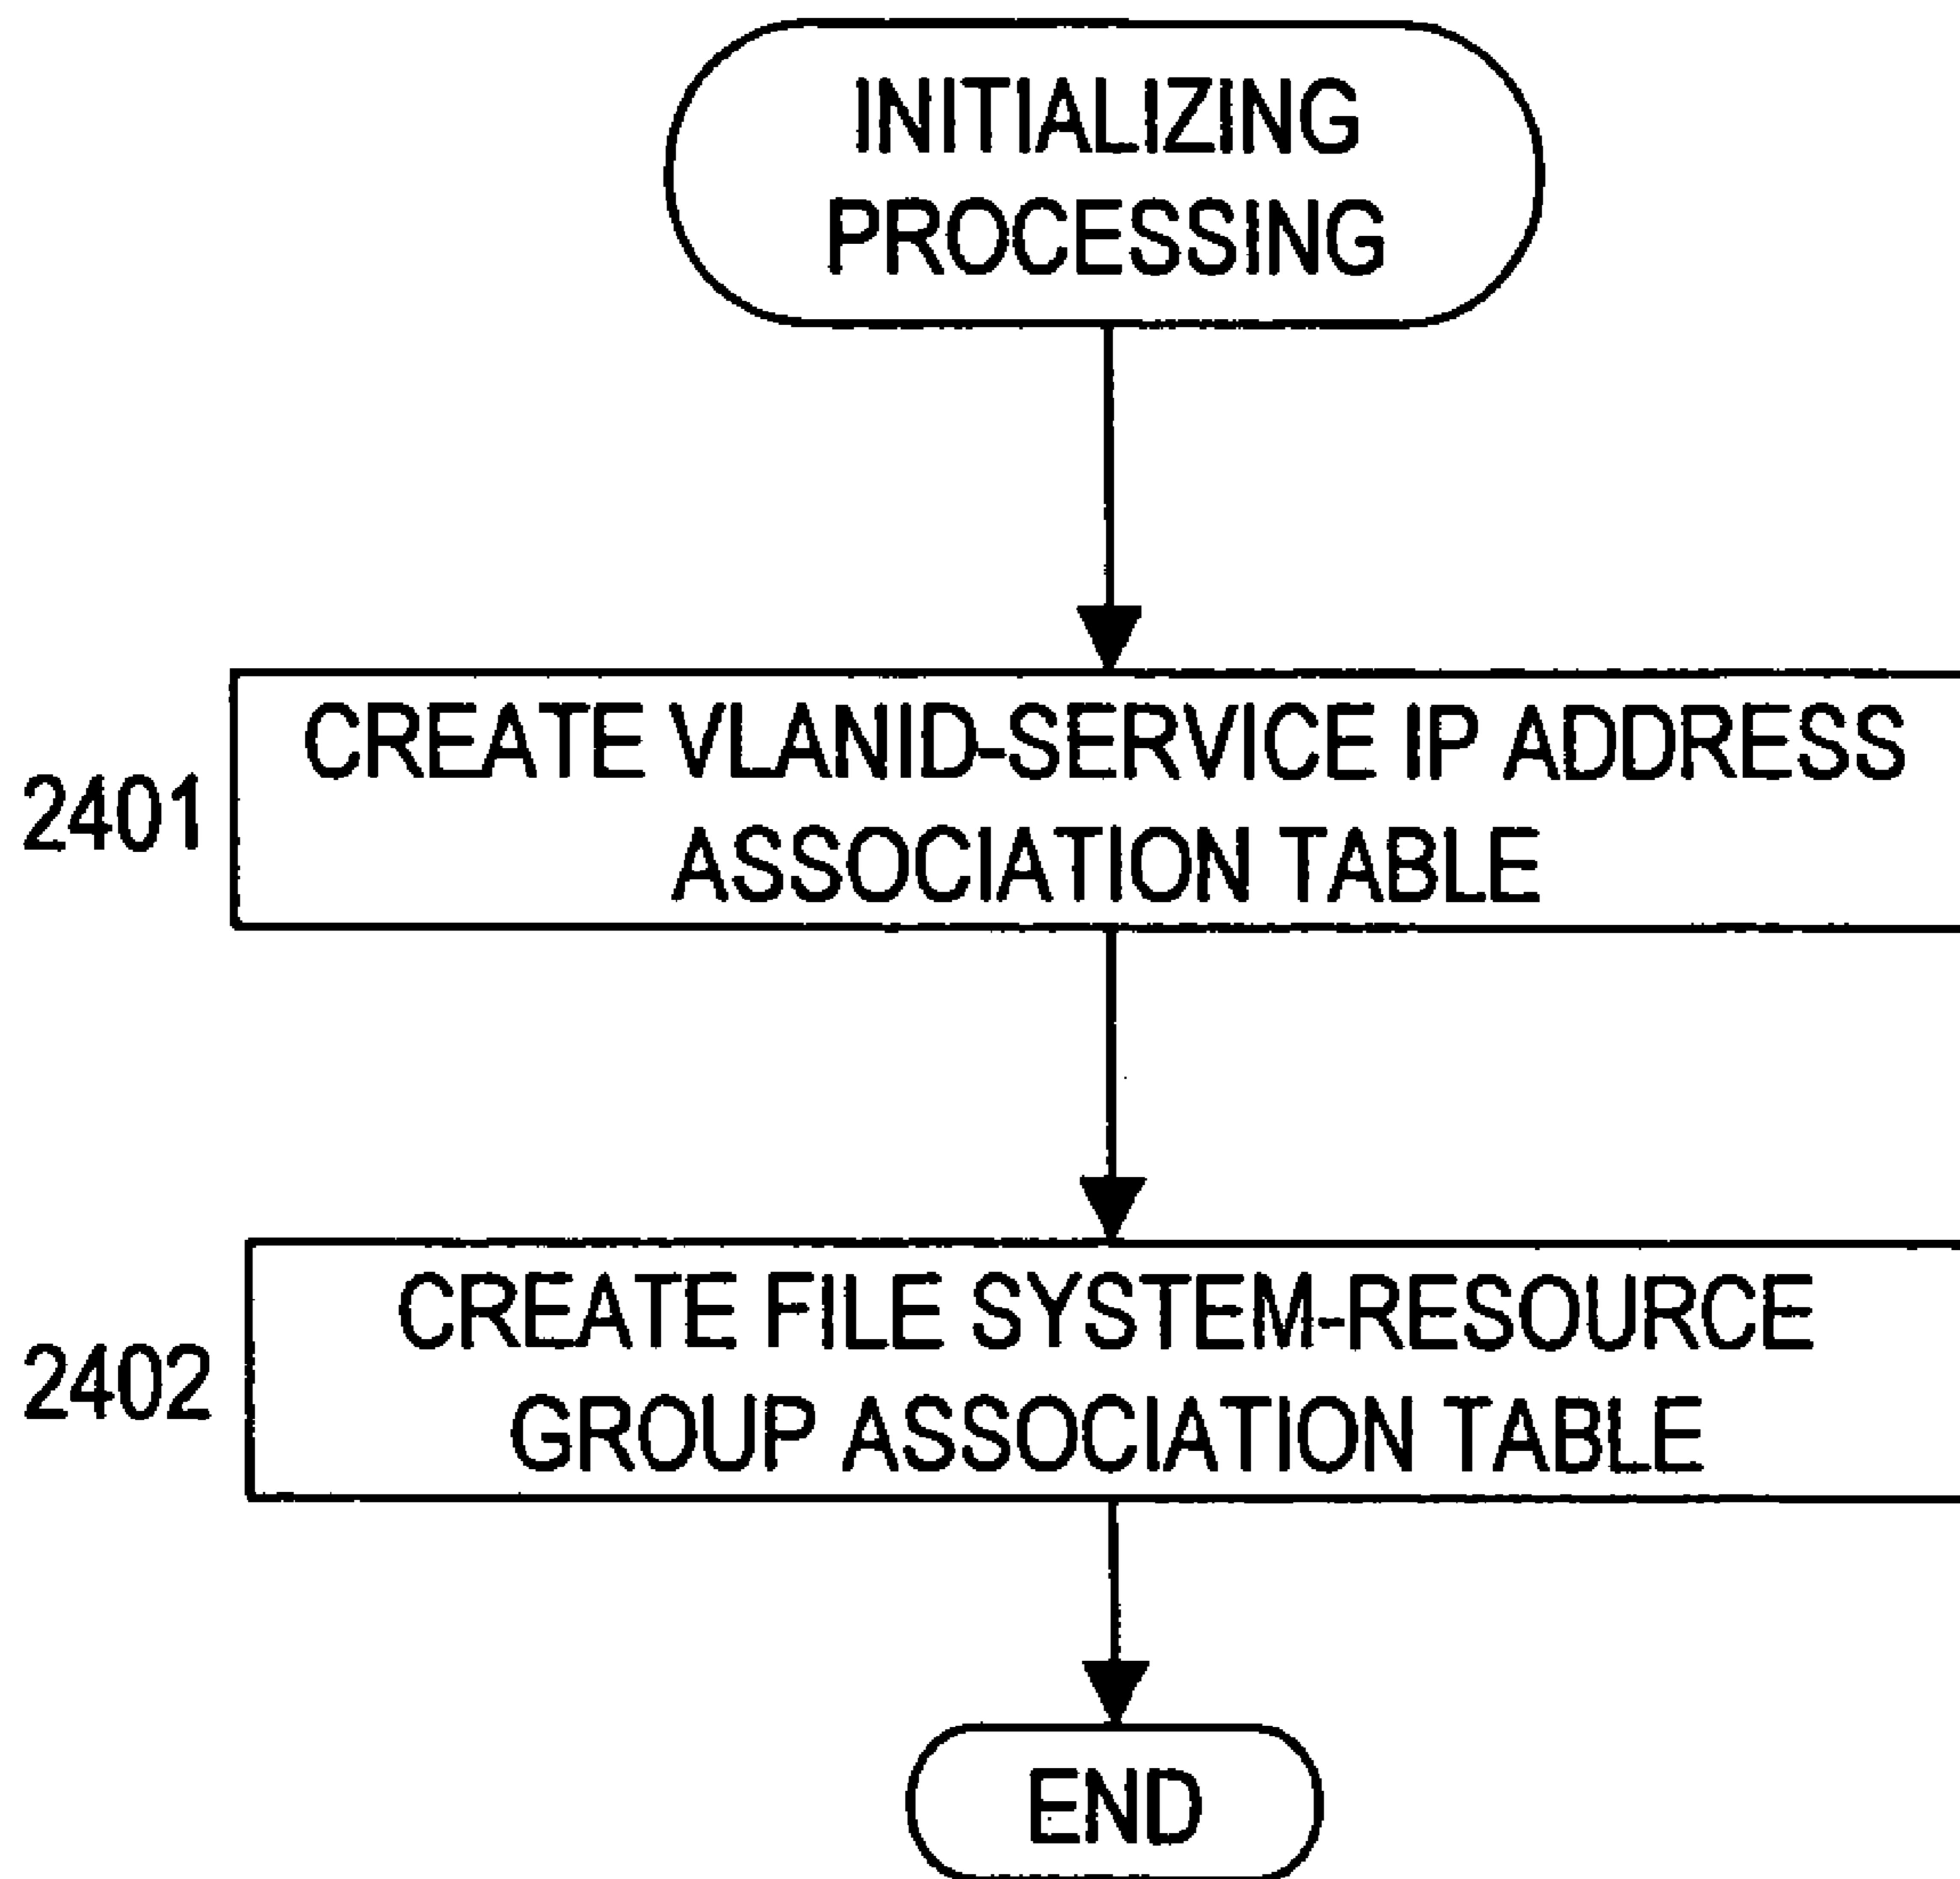 INITIALIZING
PROCESSING
2401
CREATE VLANID-SERVICE IP ADDRESS
ASSOCIATION TABLE
2402
CREATE FILE SYSTEM-RESOURCE
GROUP ASSOCIATION TABLE
END